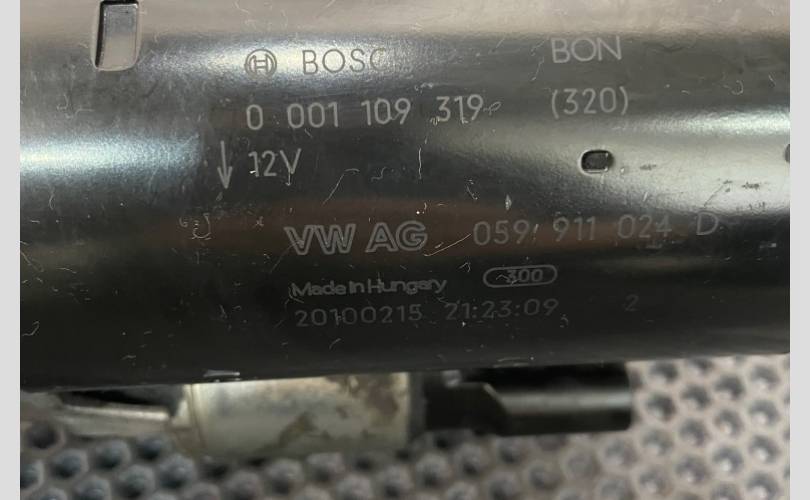 BOSC BON
0 001 109 319 (320)
↓ 12V
VW AG 059 911 024 D
300
Made in Hungary
20100215 21:23:09 2